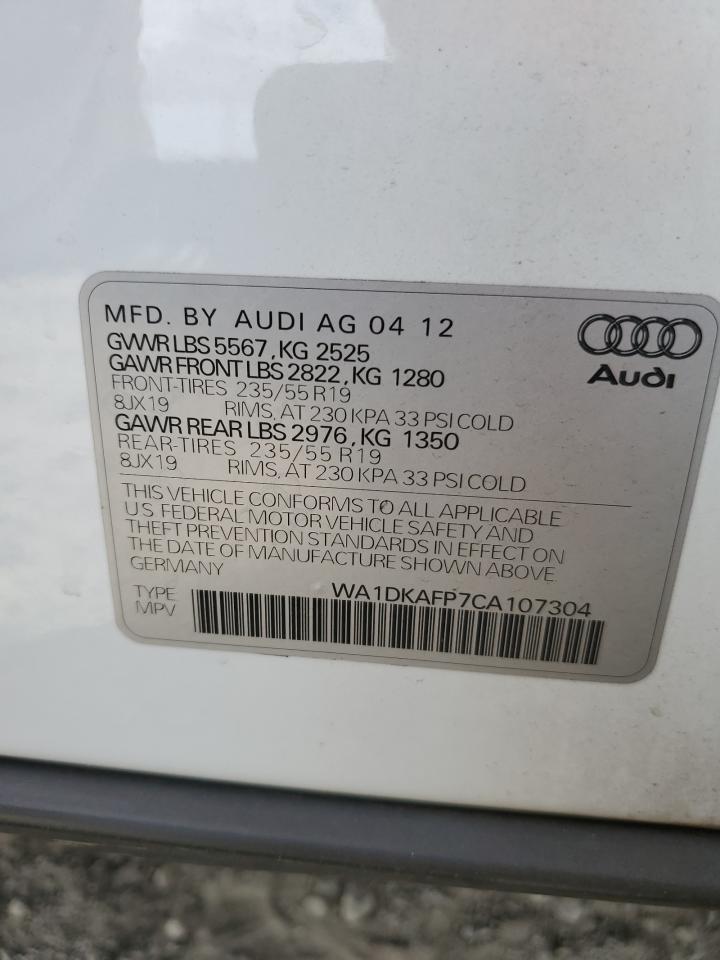 MFD. BY AUDI AG 04 12
GVWR LBS 5567, KG 2525
GAWR FRONT LBS 2822, KG 1280
FRONT-TIRES 235/55 R19
8JX19 RIMS, AT 230 KPA 33 PSI COLD
GAWR REAR LBS 2976, KG 1350
REAR-TIRES 235/55 R19
8JX19 RIMS, AT 230 KPA 33 PSI COLD
Audi
THIS VEHICLE CONFORMS TO ALL APPLICABLE
U.S. FEDERAL MOTOR VEHICLE SAFETY AND
THEFT PREVENTION STANDARDS IN EFFECT ON
THE DATE OF MANUFACTURE SHOWN ABOVE.
GERMANY
TYPE WA1DKAFP7CA107304
MPV